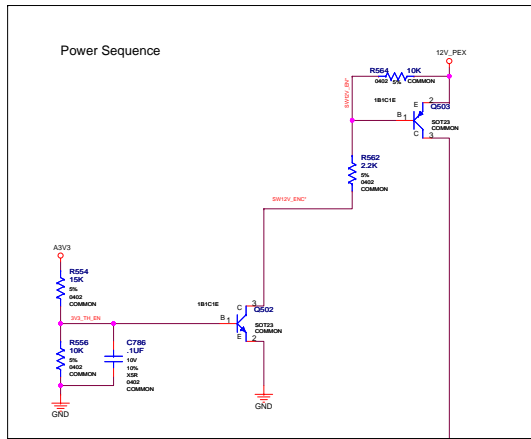 Power Sequence
12V_PEX
R564 10K
0402 5% COMMON
SW12V_EN*
1B1C1E
Q503
E 2
B 1
SOT23
COMMON
C 3
R562
2.2K
5%
0402
COMMON
SW12V_ENC*
A3V3
R554
15K
5%
0402
COMMON
1B1C1E
C 3
Q502
3V3_TH_EN
B 1
SOT23
COMMON
E 2
R556
10K
5%
0402
COMMON
C786
.1UF
10V
10%
X5R
0402
COMMON
GND
GND